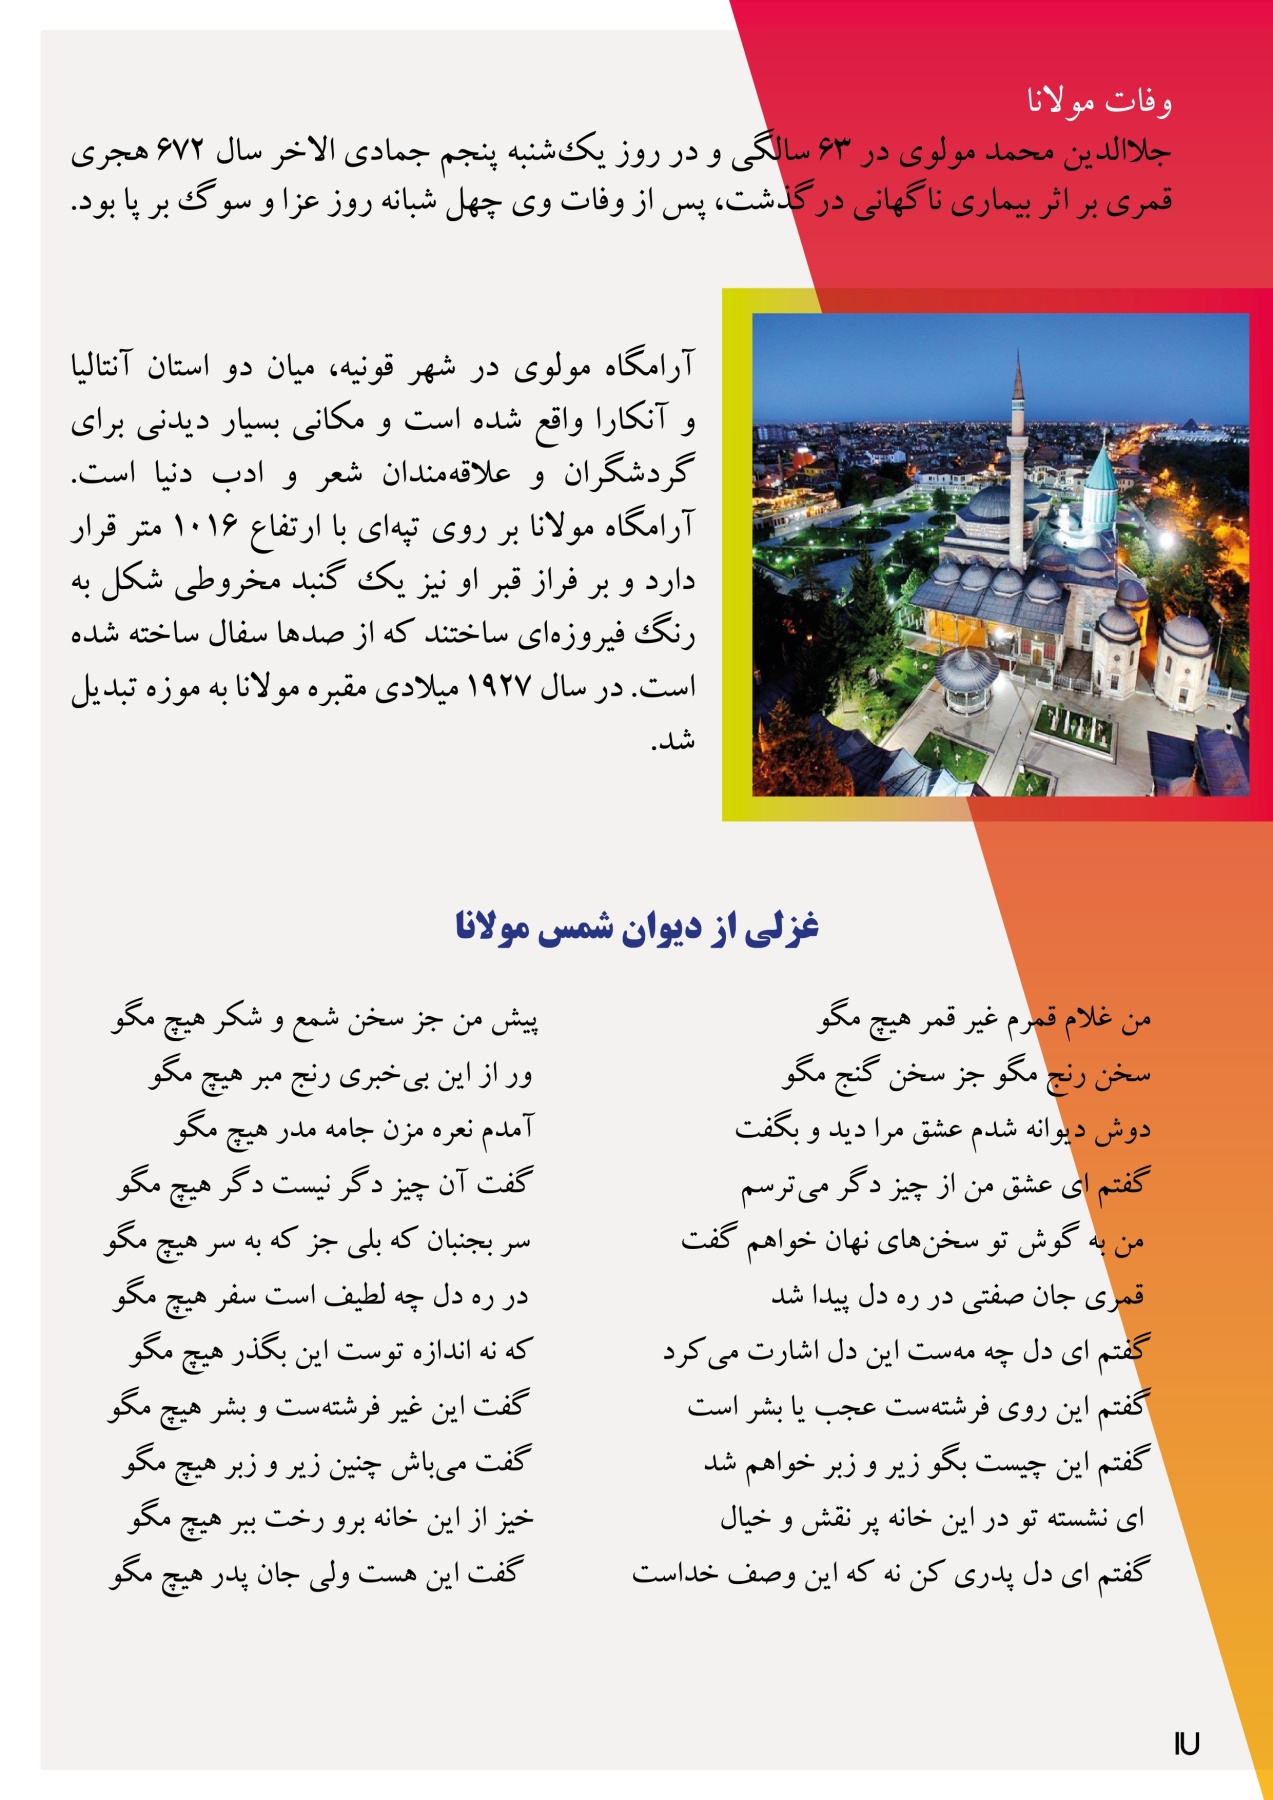 وفات مولانا
جلاالدین محمد مولوی در ۶۳ سالگی و در روز یک‌شنبه پنجم جمادی الاخر سال ۶۷۲ هجری
قمری بر اثر بیماری ناگهانی درگذشت، پس از وفات وی چهل شبانه روز عزا و سوگ بر پا بود.
آرامگاه مولوی در شهر قونیه، میان دو استان آنتالیا
و آنکارا واقع شده است و مکانی بسیار دیدنی برای
گردشگران و علاقه‌مندان شعر و ادب دنیا است.
آرامگاه مولانا بر روی تپه‌ای با ارتفاع ۱۰۱۶ متر قرار
دارد و بر فراز قبر او نیز یک گنبد مخروطی شکل به
رنگ فیروزه‌ای ساختند که از صدها سفال ساخته شده
است. در سال ۱۹۲۷ میلادی مقبره مولانا به موزه تبدیل
شد.
غزلی از دیوان شمس مولانا
من غلام قمرم غیر قمر هیچ مگو پیش من جز سخن شمع و شکر هیچ مگو
سخن رنج مگو جز سخن گنج مگو ور از این بی‌خبری رنج مبر هیچ مگو
دوش دیوانه شدم عشق مرا دید و بگفت آمدم نعره مزن جامه مدر هیچ مگو
گفتم ای عشق من از چیز دگر می‌ترسم گفت آن چیز دگر نیست دگر هیچ مگو
من به گوش تو سخن‌های نهان خواهم گفت سر بجنبان که بلی جز که به سر هیچ مگو
قمری جان صفتی در ره دل پیدا شد در ره دل چه لطیف است سفر هیچ مگو
گفتم ای دل چه مه‌ست این دل اشارت می‌کرد که نه اندازه توست این بگذر هیچ مگو
گفتم این روی فرشته‌ست عجب یا بشر است گفت این غیر فرشته‌ست و بشر هیچ مگو
گفتم این چیست بگو زیر و زبر خواهم شد گفت می‌باش چنین زیر و زبر هیچ مگو
ای نشسته تو در این خانه پر نقش و خیال خیز از این خانه برو رخت ببر هیچ مگو
گفتم ای دل پدری کن نه که این وصف خداست گفت این هست ولی جان پدر هیچ مگو